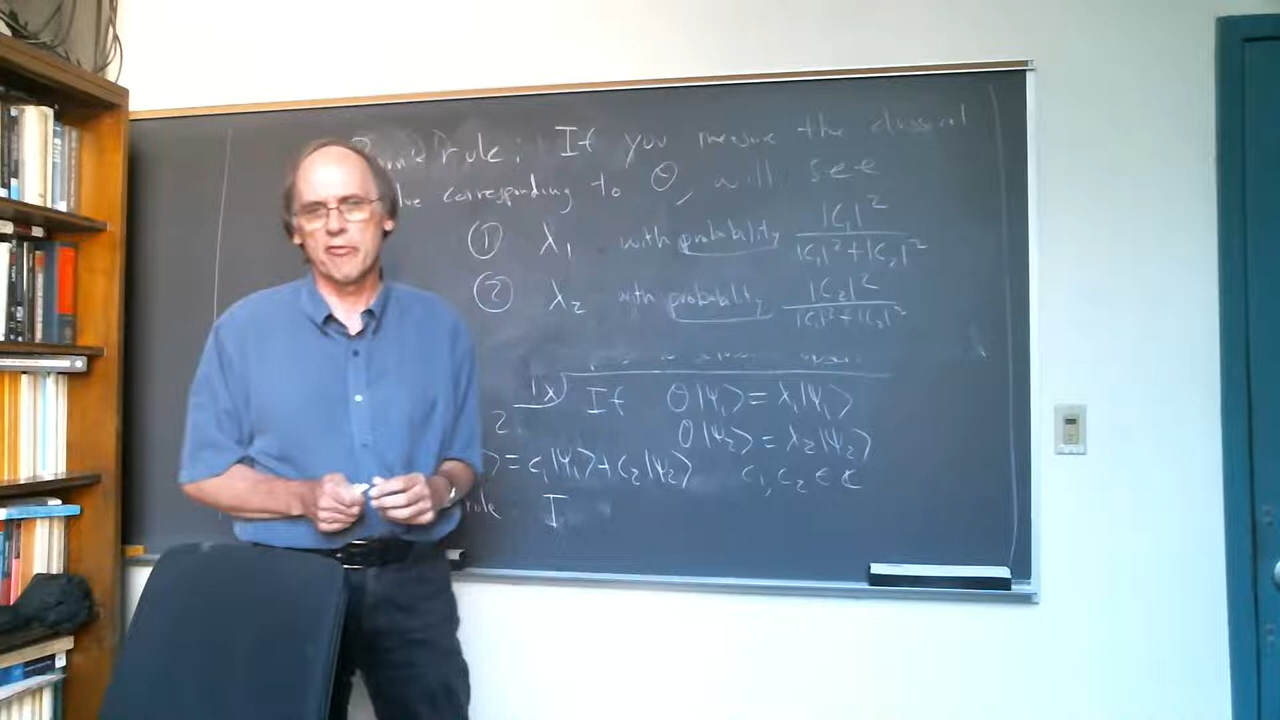 rule: If you measure the classical
corresponding to O, will see
① λ₁ with probability |c₁|²/(|c₁|²+|c₂|²)
② λ₂ with probability |c₂|²/(|c₁|²+|c₂|²)
If O|ψ₁⟩=λ₁|ψ₁⟩
O|ψ₂⟩=λ₂|ψ₂⟩
⟩=c₁|ψ₁⟩+c₂|ψ₂⟩ c₁,c₂∈C
rule I